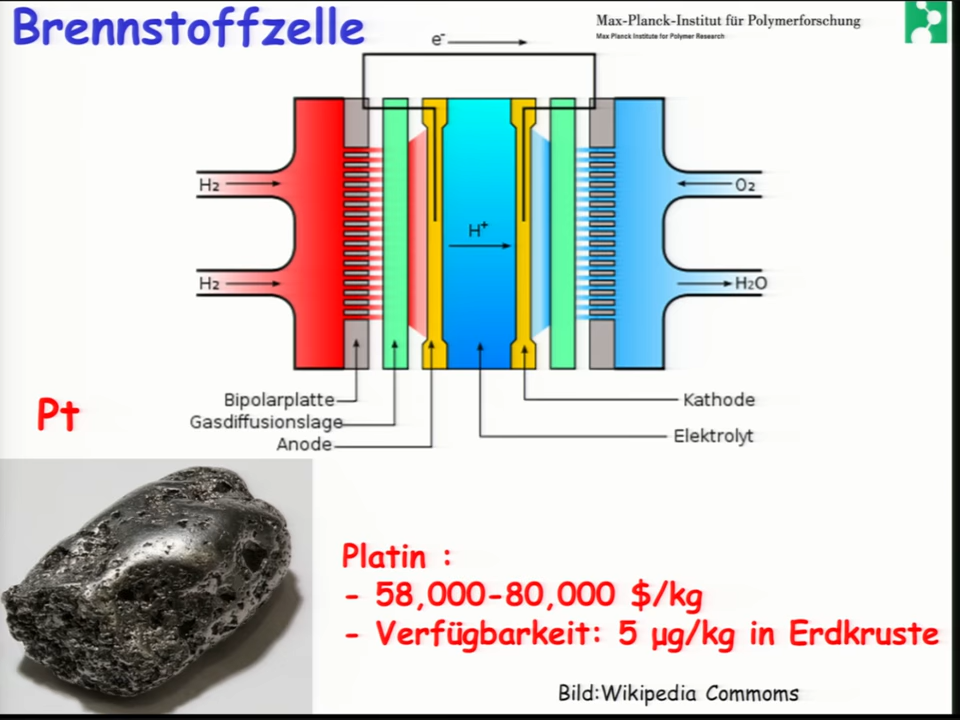 Brennstoffzelle
Max-Planck-Institut für Polymerforschung
Max Planck Institute for Polymer Research
e⁻
H₂
O₂
H⁺
H₂
H₂O
Bipolarplatte
Gasdiffusionslage
Anode
Kathode
Elektrolyt
Pt
Platin :
- 58,000-80,000 $/kg
- Verfügbarkeit: 5 µg/kg in Erdkruste
Bild:Wikipedia Commoms